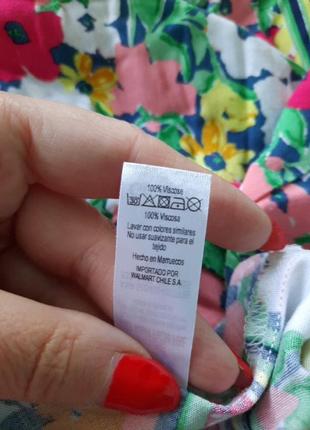 100% Viscosa
30
100% Viscosa
Lavar con colores similares
No usar suavizante para el
tejido
Hecho en Marruecos
IMPORTADO POR
WALMART CHILE S.A.